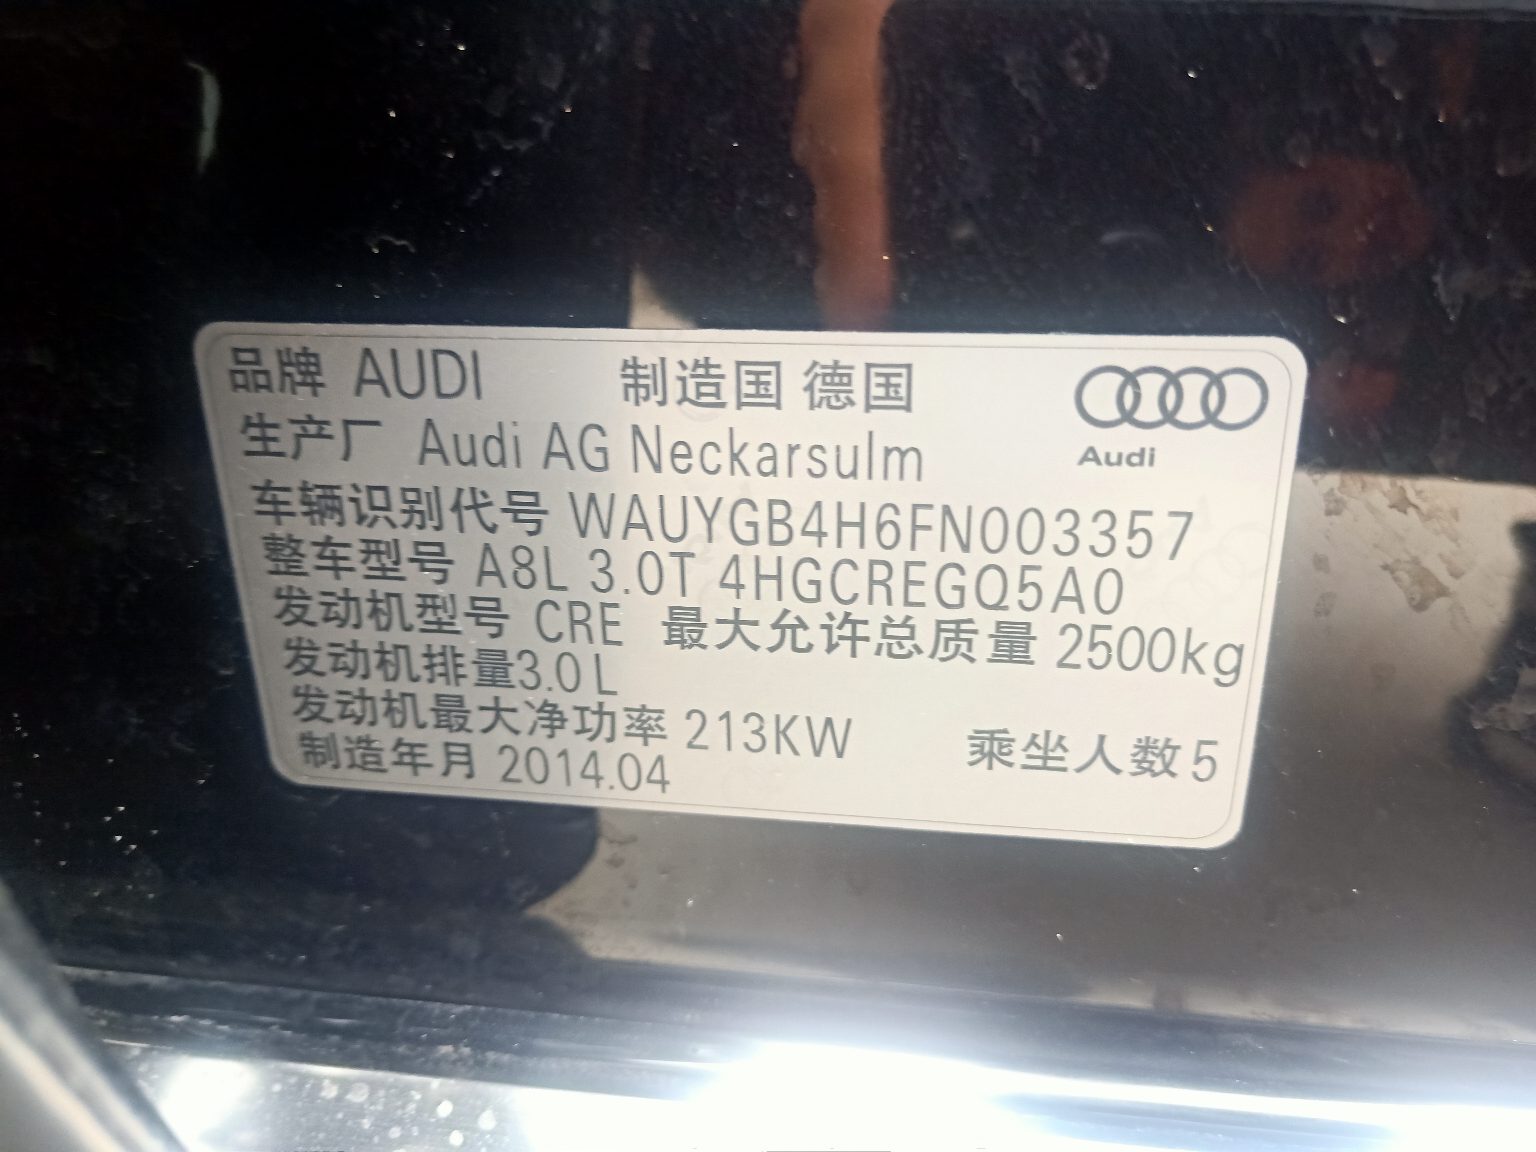 品牌 AUDI 制造国 德国
Audi
生产厂 Audi AG Neckarsulm
车辆识别代号 WAUYGB4H6FN003357
整车型号 A8L 3.0T 4HGCREGQ5A0
发动机型号 CRE 最大允许总质量 2500kg
发动机排量3.0L
发动机最大净功率 213KW 乘坐人数5
制造年月 2014.04